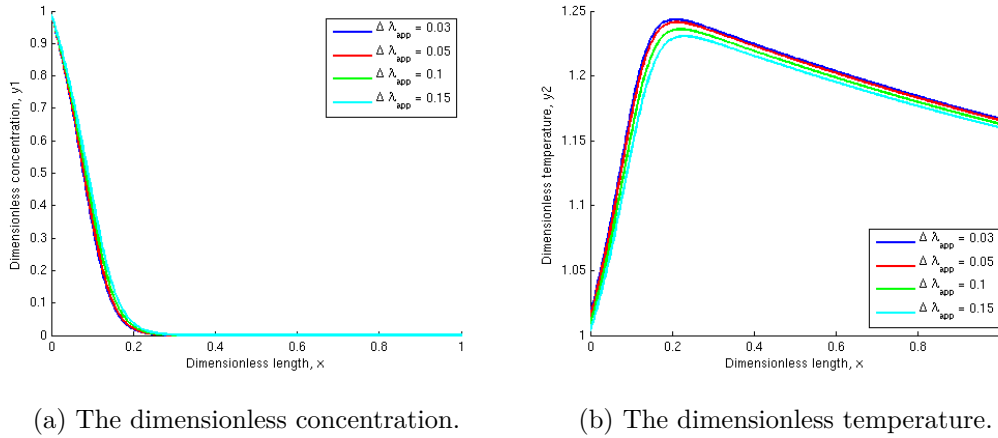 Dimensionless concentration, y1
1
0.9
0.8
0.7
0.6
0.5
0.4
0.3
0.2
0.1
0
0 0.2 0.4 0.6 0.8 1
Dimensionless length, x
Δ λapp = 0.03
Δ λapp = 0.05
Δ λapp = 0.1
Δ λapp = 0.15
(a) The dimensionless concentration.
Dimensionless temperature, y2
1.25
1.2
1.15
1.1
1.05
1
0 0.2 0.4 0.6 0.8
Dimensionless length, x
Δ λapp = 0.03
Δ λapp = 0.05
Δ λapp = 0.1
Δ λapp = 0.15
(b) The dimensionless temperature.